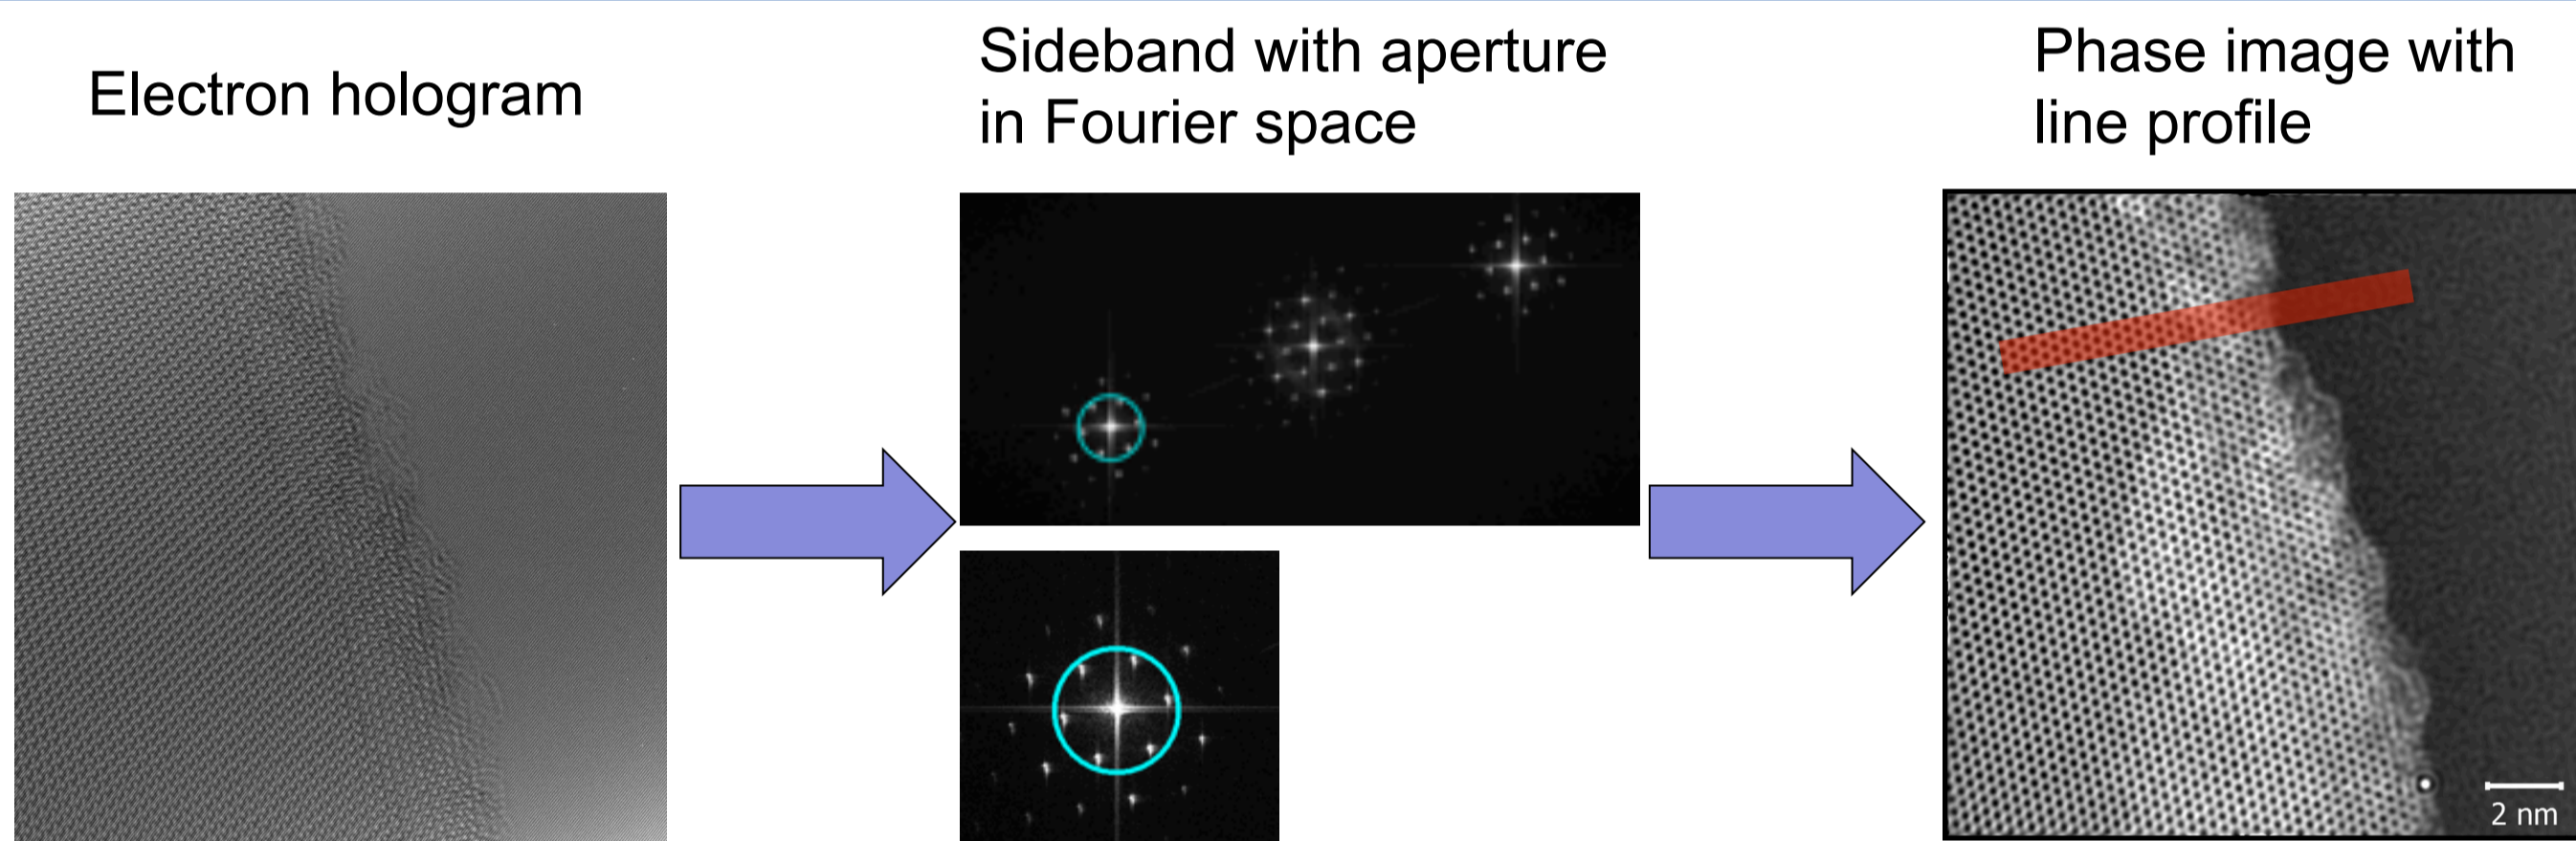 Electron hologram
Sideband with aperture
in Fourier space
Phase image with
line profile
2 nm